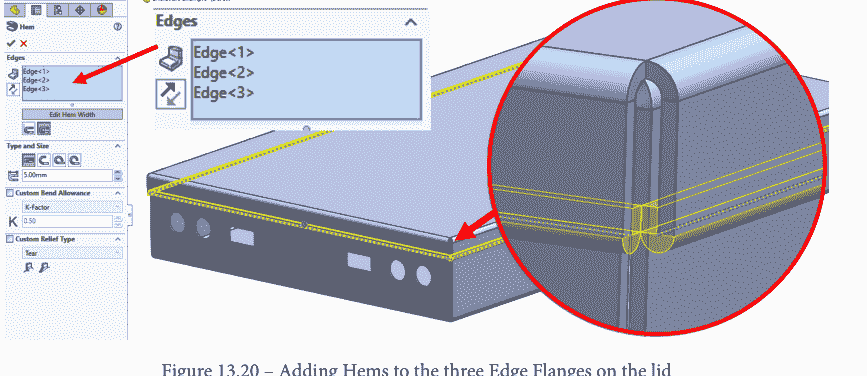 Hem
Edges
Edge<1>
Edge<2>
Edge<3>
Edit Hem Width
Type and Size
5.00mm
Custom Bend Allowance
K-Factor
K
0.50
Custom Relief Type
Tear
Edges
Edge<1>
Edge<2>
Edge<3>
Figure 13.20 – Adding Hems to the three Edge Flanges on the lid